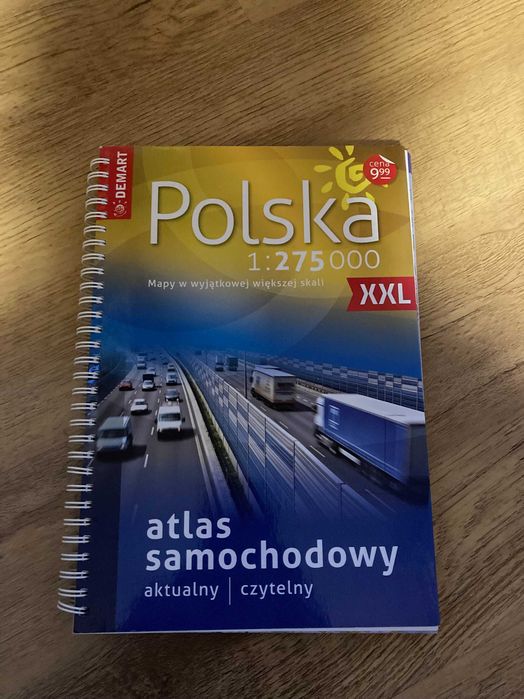 DEMART
cena
9,99
Polska
1:275 000
Mapy w wyjątkowej większej skali
XXL
atlas
samochodowy
aktualny | czytelny